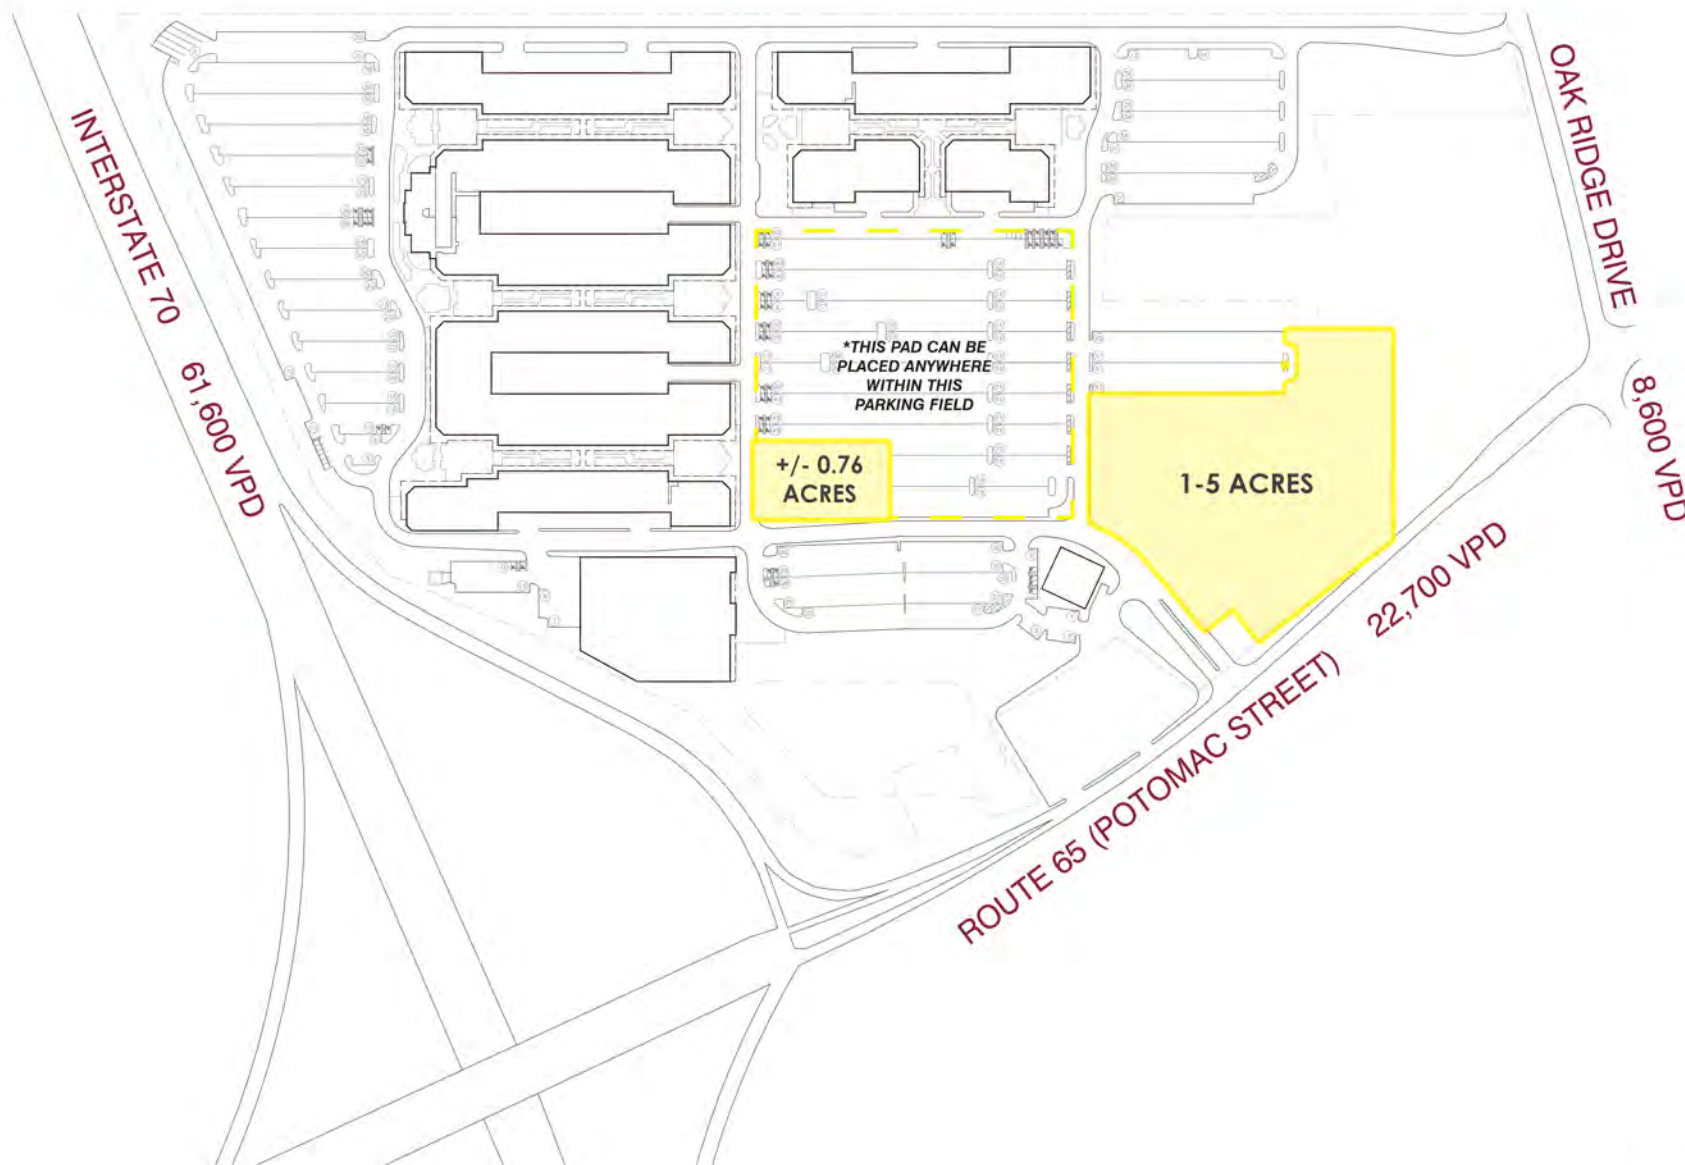 OAK RIDGE DRIVE
8,600 VPD
INTERSTATE 70
61,600 VPD
*THIS PAD CAN BE
PLACED ANYWHERE
WITHIN THIS
PARKING FIELD
+/- 0.76
ACRES
1-5 ACRES
22,700 VPD
ROUTE 65 (POTOMAC STREET)